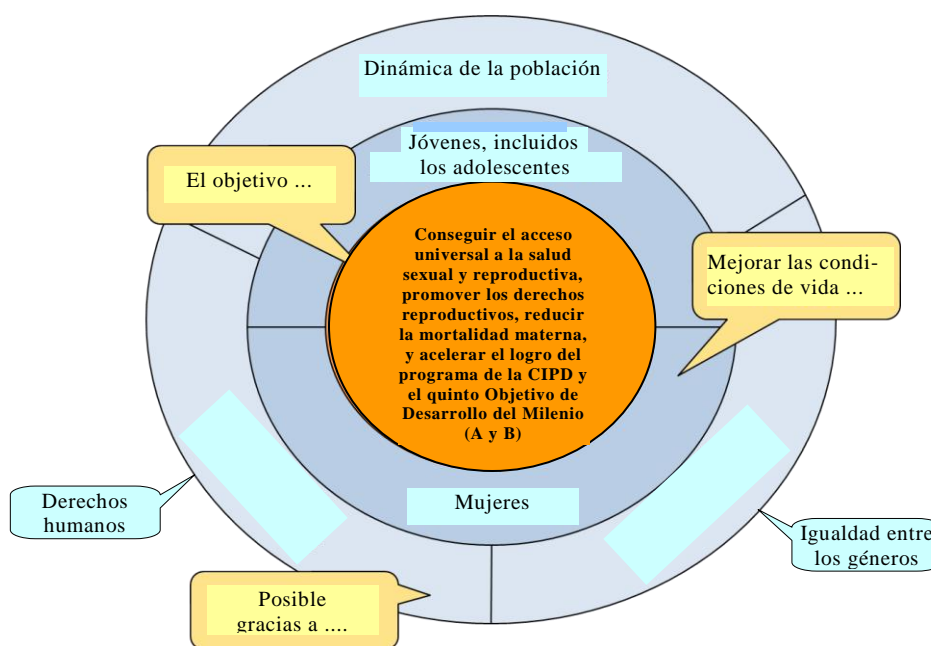 Dinámica de la población
Jóvenes, incluidos
los adolescentes
El objetivo ...
Conseguir el acceso
universal a la salud
sexual y reproductiva,
promover los derechos
reproductivos, reducir
la mortalidad materna,
y acelerar el logro del
programa de la CIPD y
el quinto Objetivo de
Desarrollo del Milenio
(A y B)
Mejorar las condi-
ciones de vida ...
Mujeres
Derechos
humanos
Igualdad entre
los géneros
Posible
gracias a ....